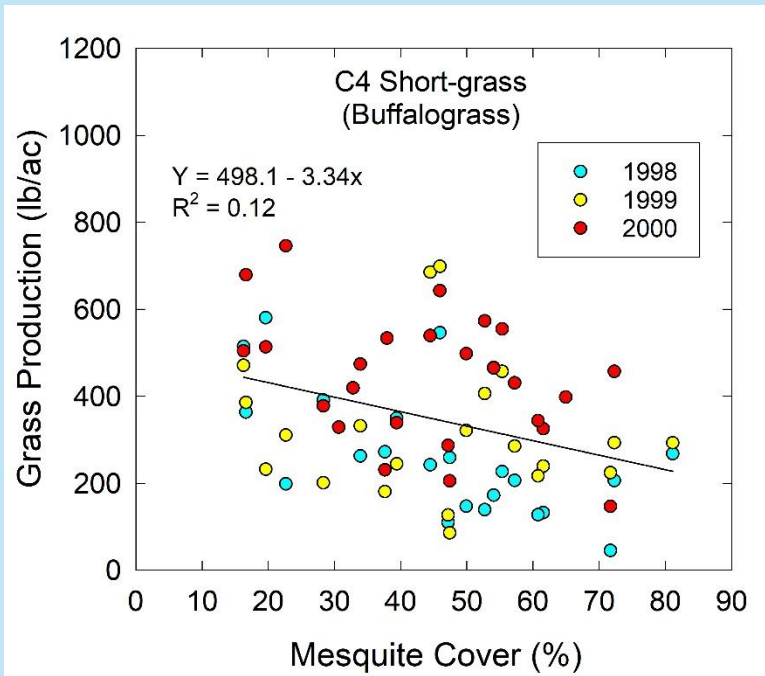 C4 Short-grass
(Buffalograss)
Y = 498.1 - 3.34x
R² = 0.12
1998
1999
2000
Grass Production (lb/ac)
1200
1000
800
600
400
200
0
0 10 20 30 40 50 60 70 80 90
Mesquite Cover (%)